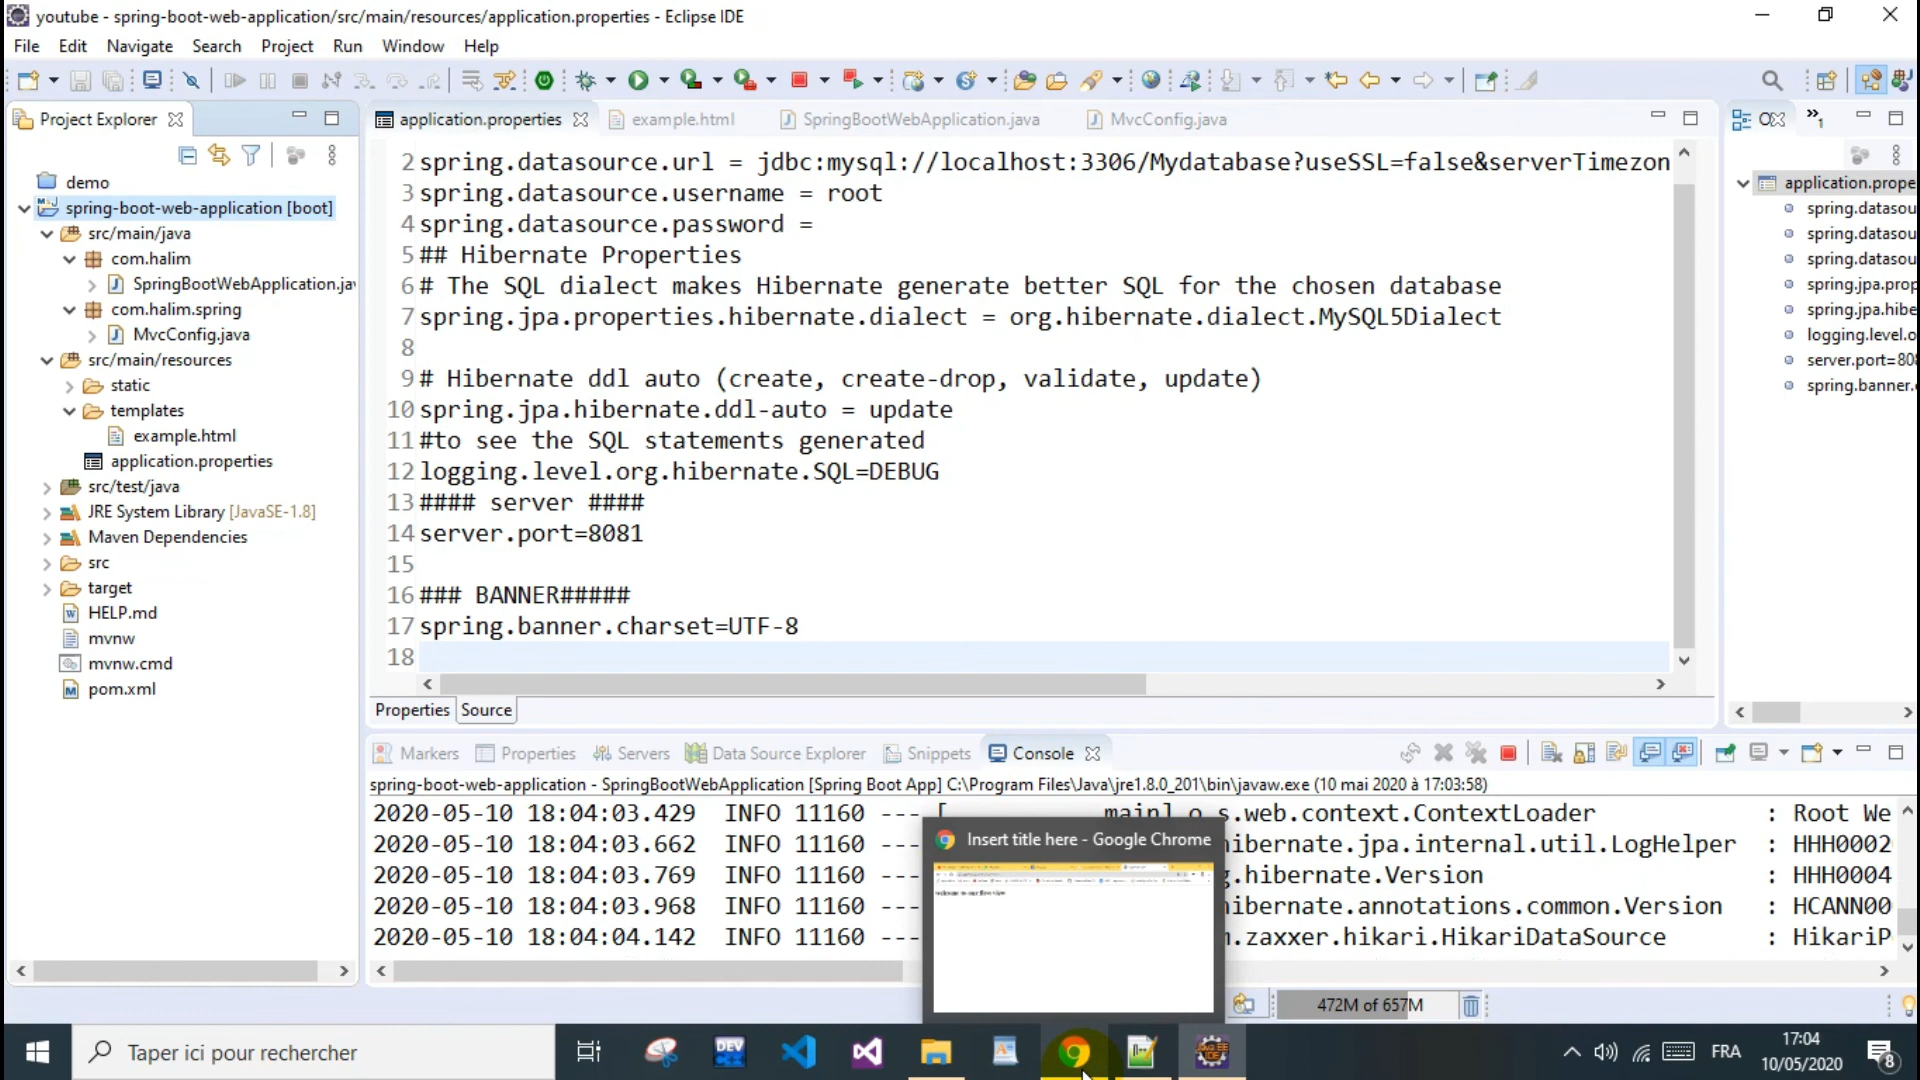 youtube - spring-boot-web-application/src/main/resources/application.properties - Eclipse IDE
File Edit Navigate Search Project Run Window Help
Project Explorer
demo
spring-boot-web-application [boot]
src/main/java
com.halim
SpringBootWebApplication.jav
com.halim.spring
MvcConfig.java
src/main/resources
static
templates
example.html
application.properties
src/test/java
JRE System Library [JavaSE-1.8]
Maven Dependencies
src
target
HELP.md
mvnw
mvnw.cmd
pom.xml
application.properties example.html SpringBootWebApplication.java MvcConfig.java
2 spring.datasource.url = jdbc:mysql://localhost:3306/Mydatabase?useSSL=false&serverTimezon
3 spring.datasource.username = root
4 spring.datasource.password =
5 ## Hibernate Properties
6 # The SQL dialect makes Hibernate generate better SQL for the chosen database
7 spring.jpa.properties.hibernate.dialect = org.hibernate.dialect.MySQL5Dialect
8
9 # Hibernate ddl auto (create, create-drop, validate, update)
10 spring.jpa.hibernate.ddl-auto = update
11 #to see the SQL statements generated
12 logging.level.org.hibernate.SQL=DEBUG
13 #### server ####
14 server.port=8081
15
16 ### BANNER#####
17 spring.banner.charset=UTF-8
18
Properties Source
application.prope
spring.datasou
spring.datasou
spring.datasou
spring.jpa.prop
spring.jpa.hibe
logging.level.o
server.port=808
spring.banner.
Markers Properties Servers Data Source Explorer Snippets Console
spring-boot-web-application - SpringBootWebApplication [Spring Boot App] C:\Program Files\Java\jre1.8.0_201\bin\javaw.exe (10 mai 2020 à 17:03:58)
2020-05-10 18:04:03.429 INFO 11160 --- [ main] o.s.web.context.ContextLoader : Root We
2020-05-10 18:04:03.662 INFO 11160 --- hibernate.jpa.internal.util.LogHelper : HHH0002
2020-05-10 18:04:03.769 INFO 11160 --- g.hibernate.Version : HHH0004
2020-05-10 18:04:03.968 INFO 11160 --- hibernate.annotations.common.Version : HCANN00
2020-05-10 18:04:04.142 INFO 11160 --- m.zaxxer.hikari.HikariDataSource : HikariP
Insert title here - Google Chrome
472M of 657M
Taper ici pour rechercher
DEV
FRA
17:04
10/05/2020
8